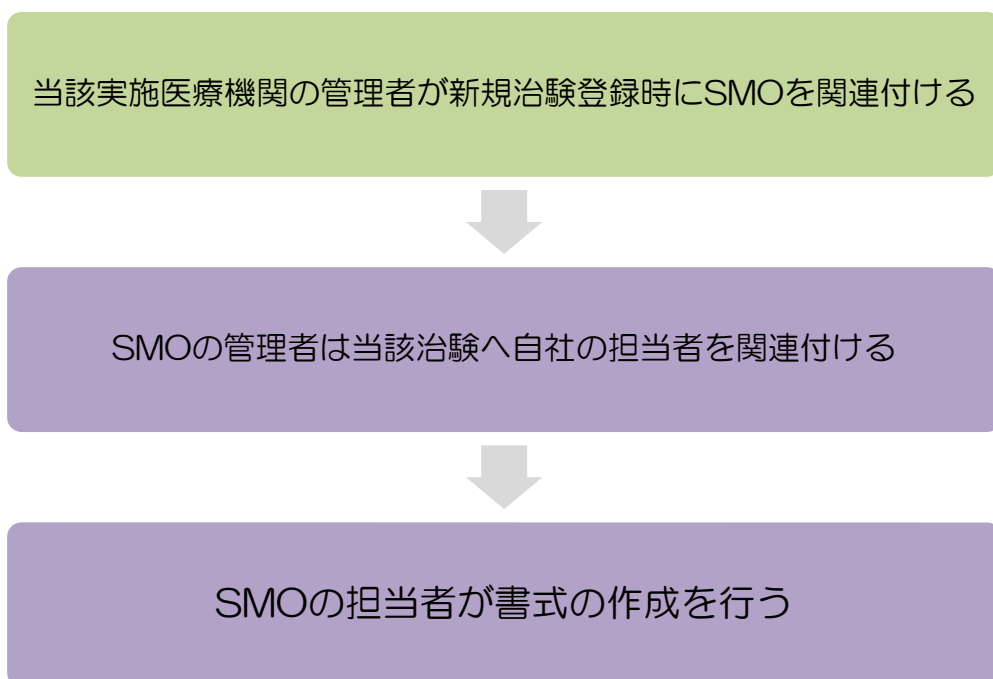 当該実施医療機関の管理者が新規治験登録時にSMOを関連付ける
SMOの管理者は当該治験へ自社の担当者を関連付ける
SMOの担当者が書式の作成を行う